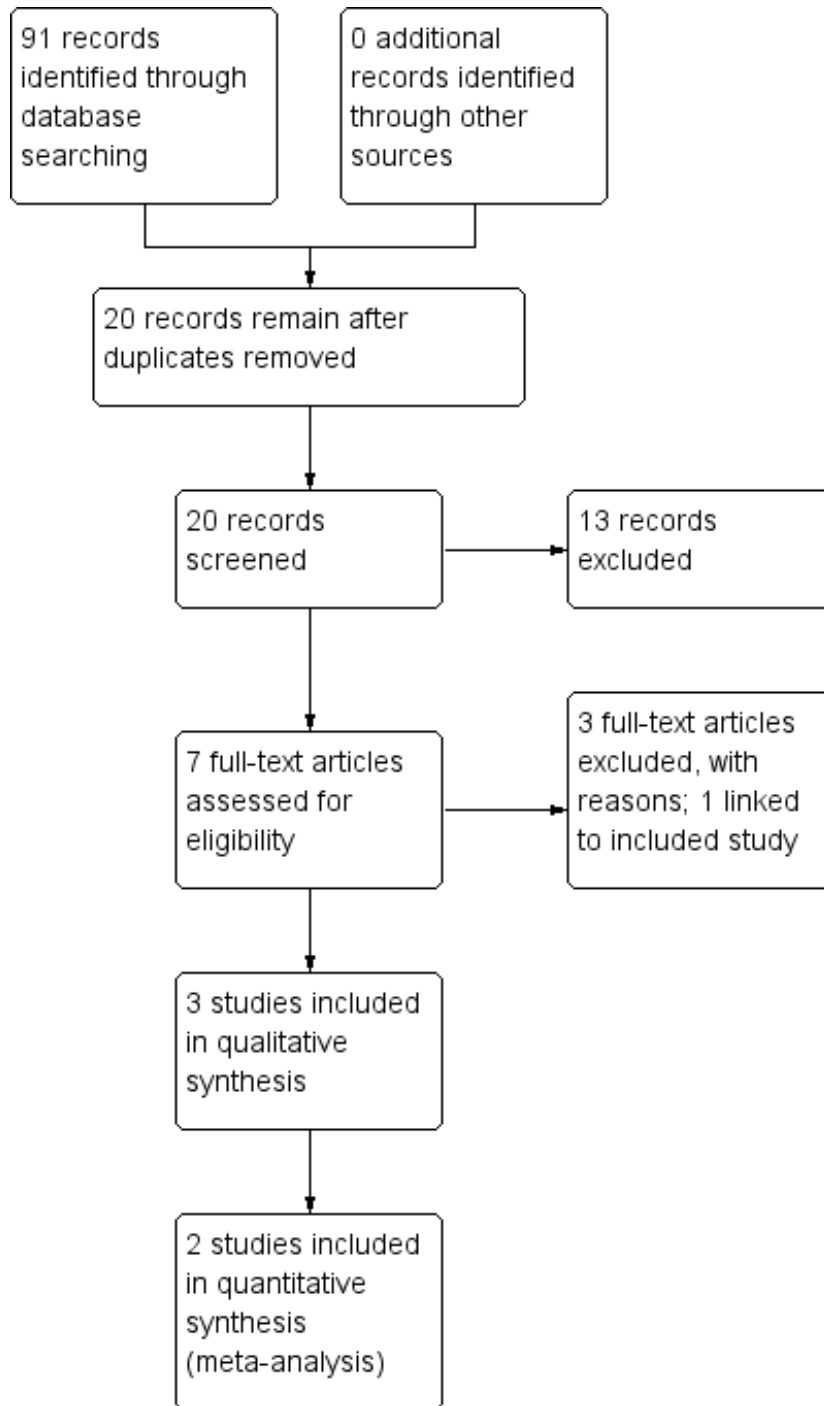 91 records
identified through
database
searching
0 additional
records identified
through other
sources
20 records remain after
duplicates removed
20 records
screened
13 records
excluded
7 full-text articles
assessed for
eligibility
3 full-text articles
excluded, with
reasons; 1 linked
to included study
3 studies included
in qualitative
synthesis
2 studies included
in quantitative
synthesis
(meta-analysis)